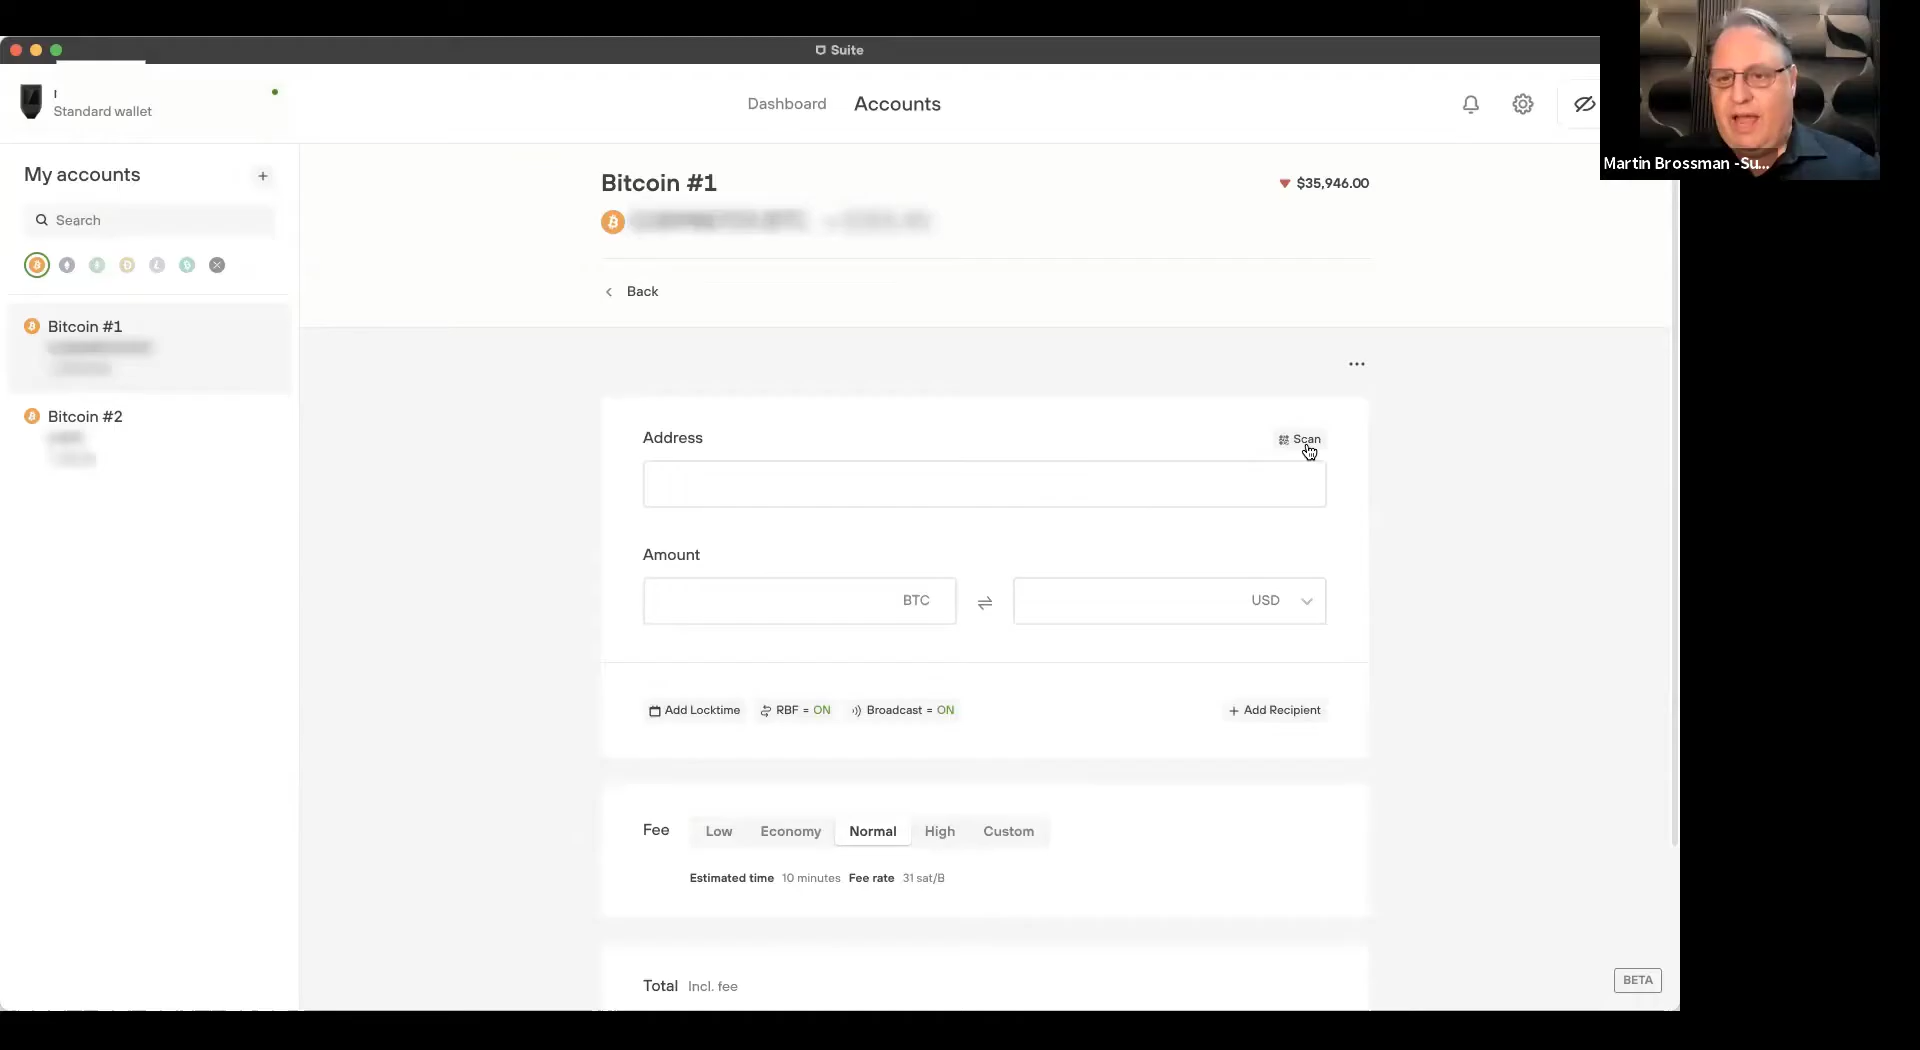 Suite
Standard wallet
Dashboard Accounts
Martin Brossman -Su...
My accounts
Search
Bitcoin #1
$35,946.00
Back
Bitcoin #1
Bitcoin #2
Address
Scan
Amount
BTC
USD
Add Locktime
RBF = ON
Broadcast = ON
+ Add Recipient
Fee
Low Economy Normal High Custom
Estimated time 10 minutes Fee rate 31 sat/B
Total Incl. fee
BETA